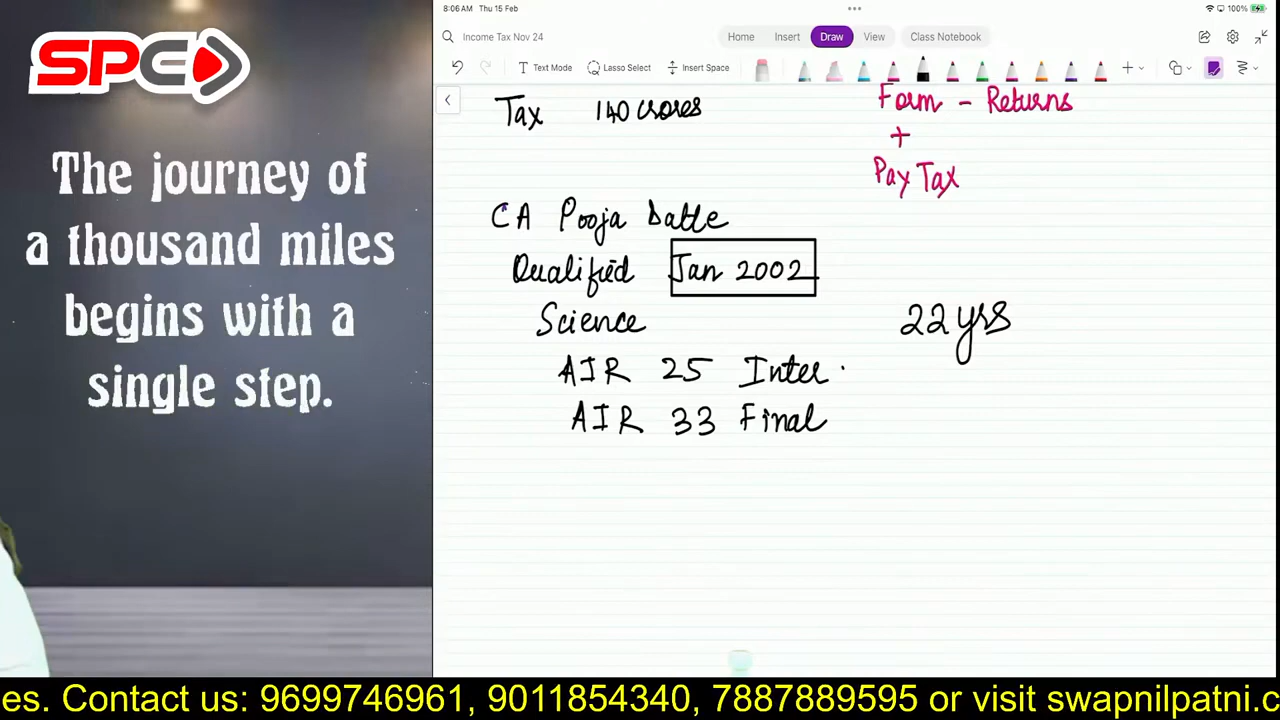 SPE
The journey of
a thousand miles
begins with a
single step.
8:06 AM Thu 15 Feb
100%
Income Tax Nov 24
Home Insert Draw View Class Notebook
Text Mode Lasso Select Insert Space
Tax 140 crores
Form - Returns
+
Pay Tax
CA Pooja Datte
Qualified Jan 2002
Science
22 yrs
AIR 25 Inter
AIR 33 Final
es. Contact us: 9699746961, 9011854340, 7887889595 or visit swapnilpatni.c